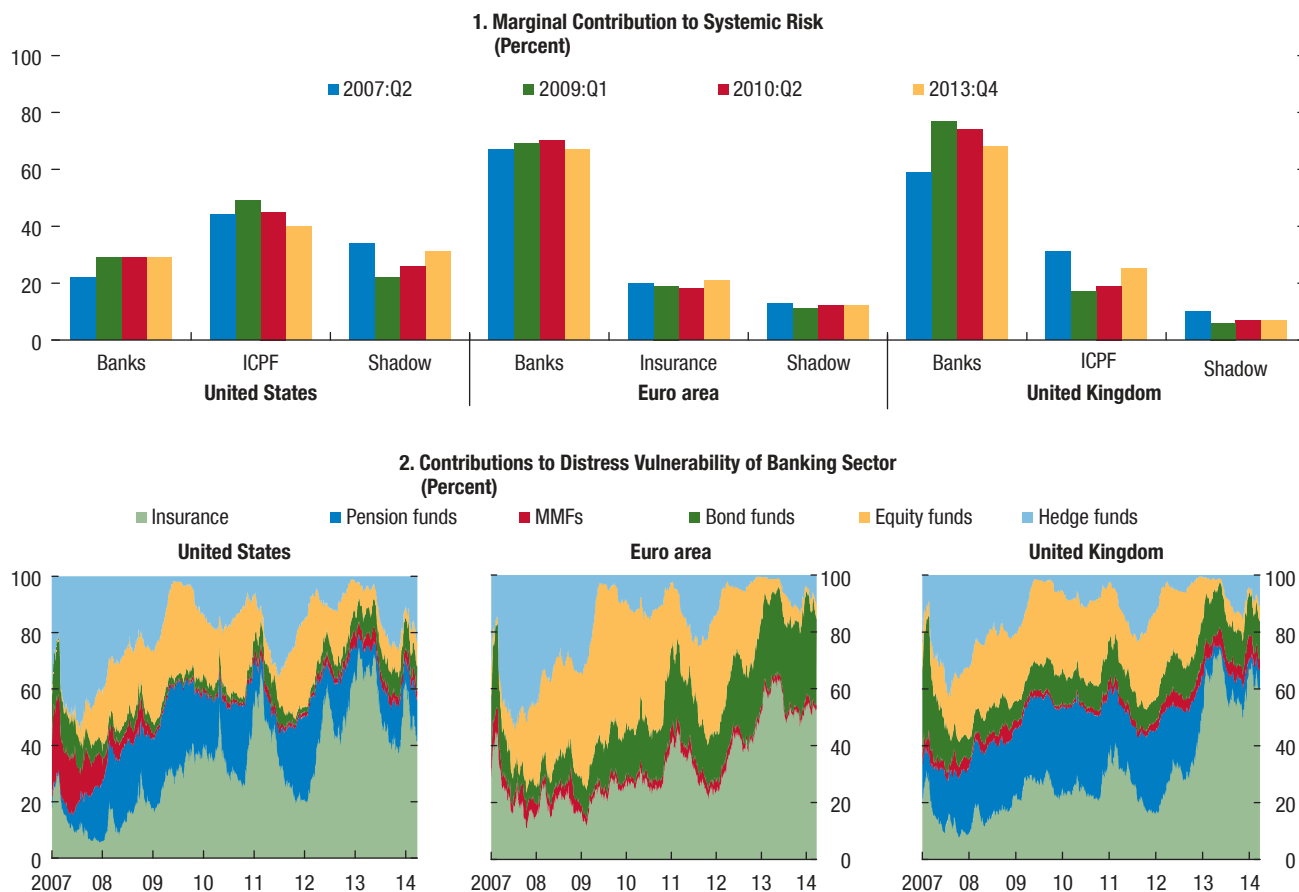 1. Marginal Contribution to Systemic Risk
(Percent)
100
80
60
40
20
0
2007:Q2 2009:Q1 2010:Q2 2013:Q4
Banks ICPF Shadow Banks Insurance Shadow Banks ICPF Shadow
United States Euro area United Kingdom
2. Contributions to Distress Vulnerability of Banking Sector
(Percent)
Insurance Pension funds MMFs Bond funds Equity funds Hedge funds
United States Euro area United Kingdom
100 100 100
80 80 80
60 60 60
40 40 40
20 20 20
0 0 0
2007 08 09 10 11 12 13 14 2007 08 09 10 11 12 13 14 2007 08 09 10 11 12 13 14